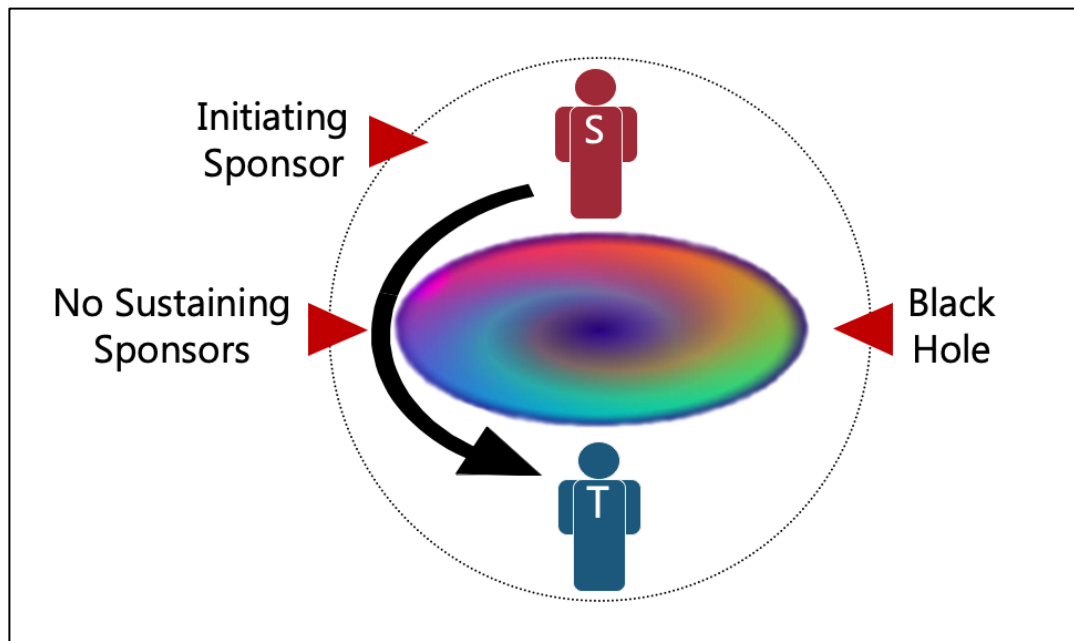 Initiating
Sponsor
S
No Sustaining
Sponsors
Black
Hole
T